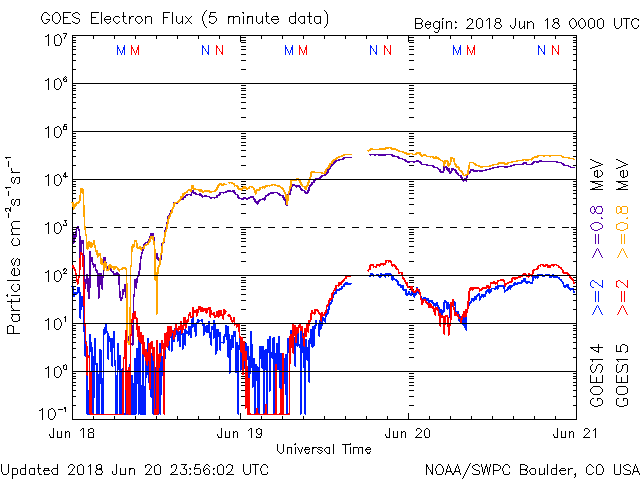 GOES Electron Flux (5 minute data)
Begin: 2018 Jun 18 0000 UTC
M M N N M M N N M M N N
10⁷
10⁶
10⁵
10⁴
10³
10²
10¹
10⁰
10⁻¹
Particles cm⁻²s⁻¹sr⁻¹
Jun 18 Jun 19 Jun 20 Jun 21
Universal Time
GOES14 >=2 >=0.8 MeV
GOES15 >=2 >=0.8 MeV
Updated 2018 Jun 20 23:56:02 UTC
NOAA/SWPC Boulder, CO USA